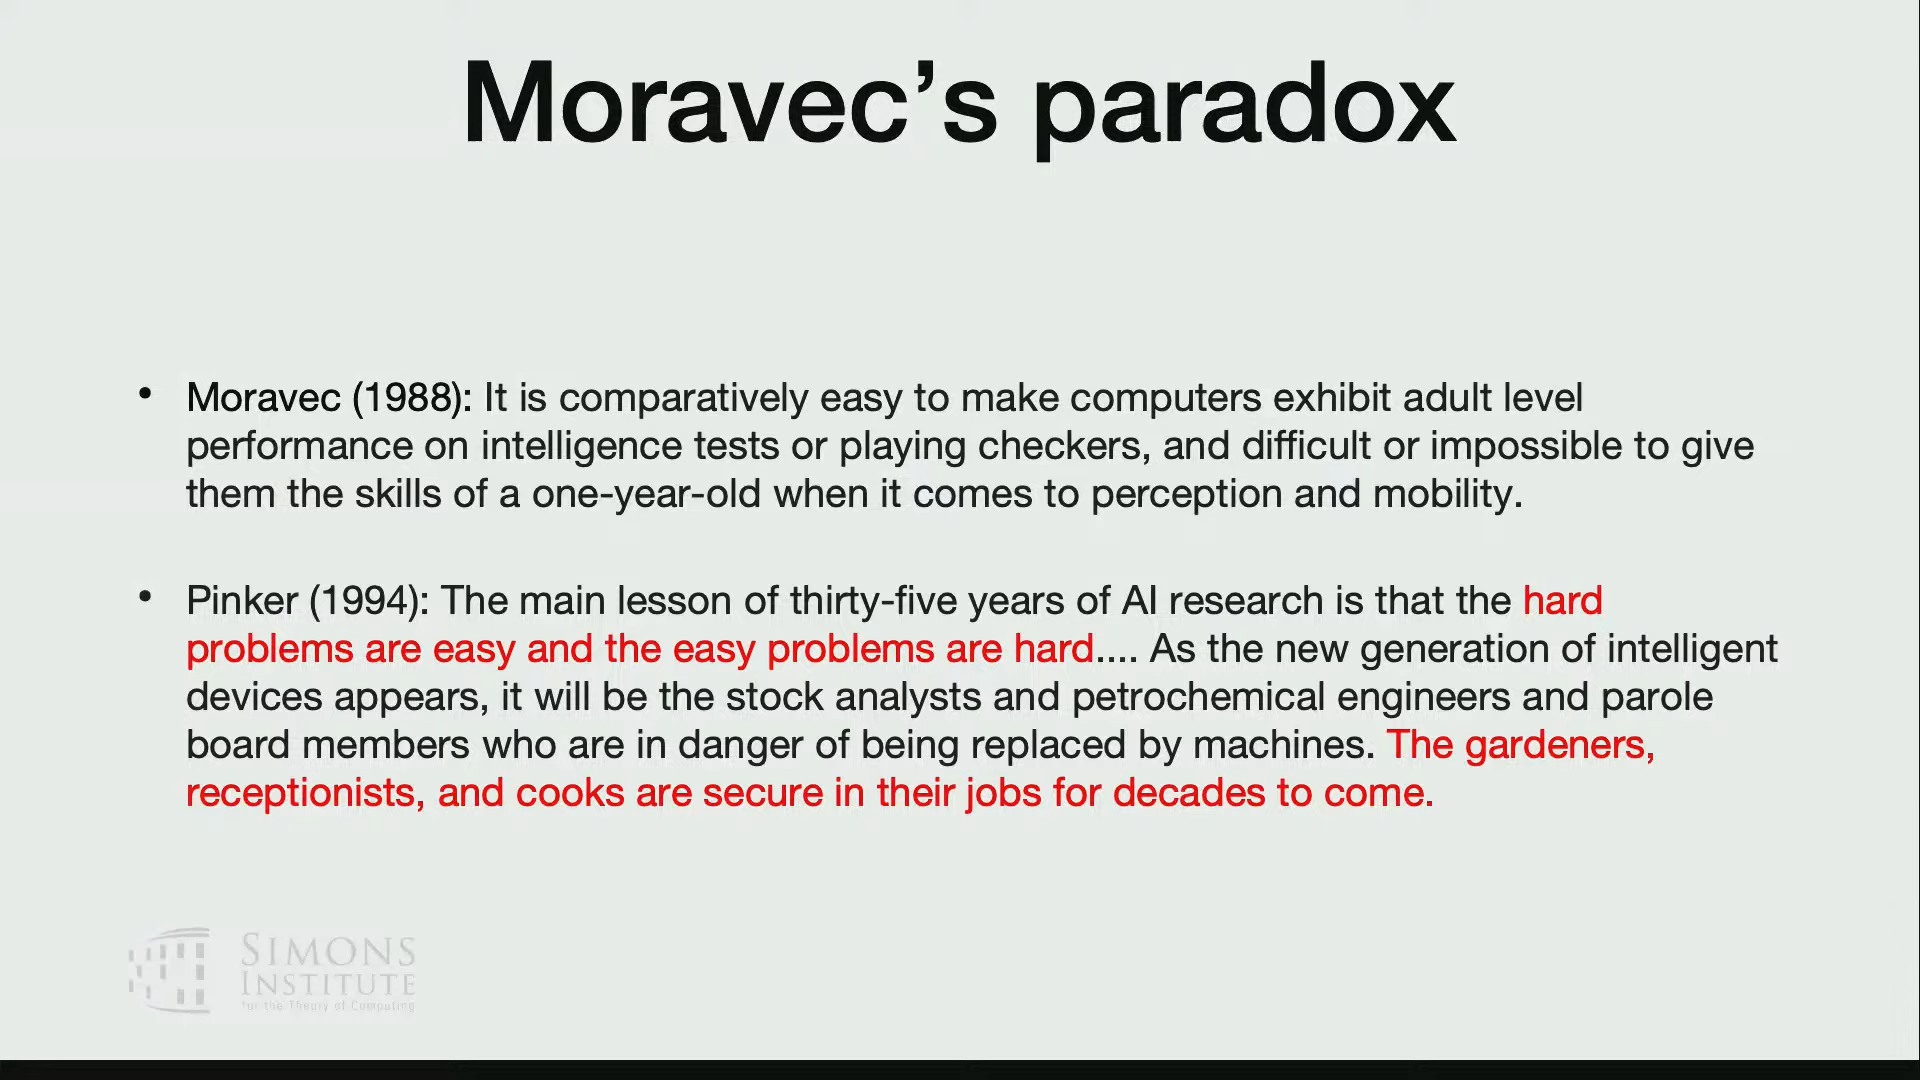 Moravec’s paradox
• Moravec (1988): It is comparatively easy to make computers exhibit adult level
performance on intelligence tests or playing checkers, and difficult or impossible to give
them the skills of a one-year-old when it comes to perception and mobility.
• Pinker (1994): The main lesson of thirty-five years of AI research is that the hard
problems are easy and the easy problems are hard.... As the new generation of intelligent
devices appears, it will be the stock analysts and petrochemical engineers and parole
board members who are in danger of being replaced by machines. The gardeners,
receptionists, and cooks are secure in their jobs for decades to come.
SIMONS
INSTITUTE
for the Theory of Computing